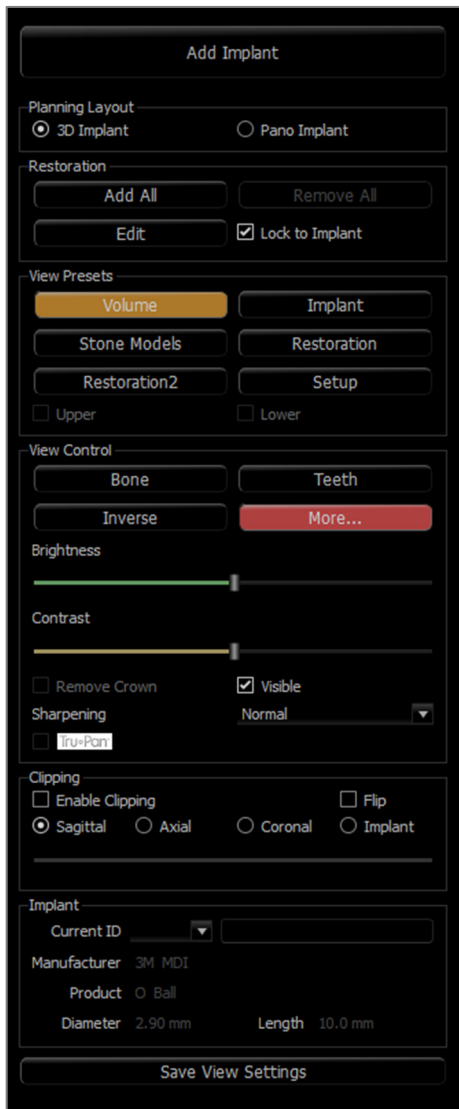 Add Implant
Planning Layout
3D Implant Pano Implant
Restoration
Add All Remove All
Edit Lock to Implant
View Presets
Volume Implant
Stone Models Restoration
Restoration2 Setup
Upper Lower
View Control
Bone Teeth
Inverse More...
Brightness
Contrast
Remove Crown Visible
Sharpening Normal
Tru•Pan
Clipping
Enable Clipping Flip
Sagittal Axial Coronal Implant
Implant
Current ID
Manufacturer 3M MDI
Product O Ball
Diameter 2.90 mm Length 10.0 mm
Save View Settings